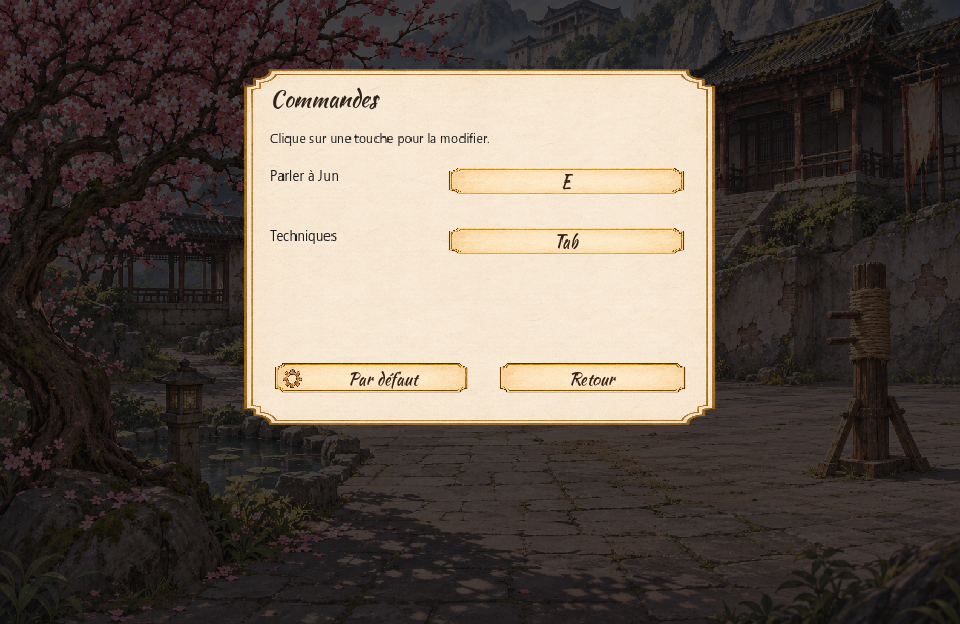 Commandes
Clique sur une touche pour la modifier.
Parler à Jun
E
Techniques
Tab
Par défaut
Retour